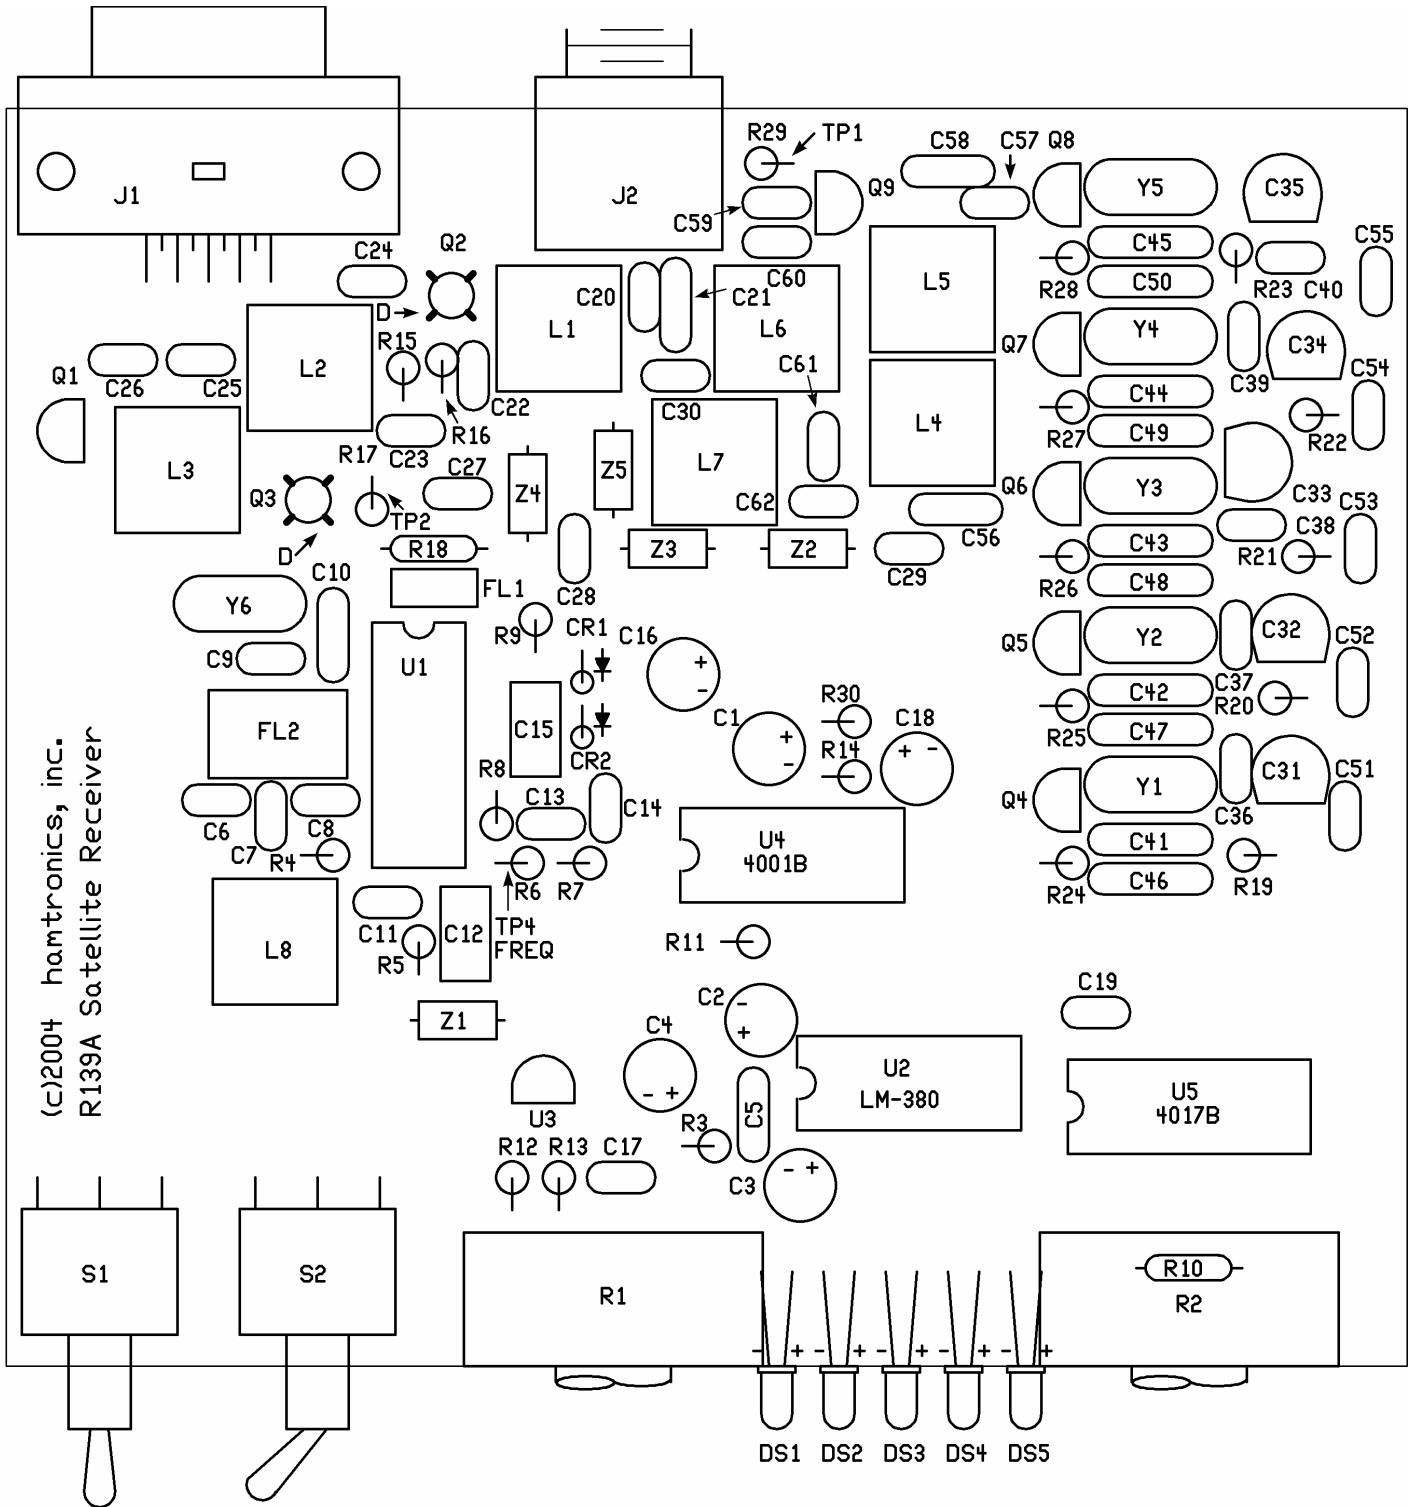 R29
TP1
C58
C57
Q8
J1
J2
Q9
Y5
C35
C59
C24
Q2
C60
C45
C55
R28
C50
R23
C40
D
C20
C21
L5
L1
L6
Y4
C34
Q7
R15
L2
Q1
C26
C25
C22
C61
C39
C54
C30
C44
R16
R27
C49
R22
L4
R17
C23
L3
Q3
C27
Z4
Z5
L7
C62
Q6
Y3
C33
C53
TP2
C38
R18
Z3
Z2
C56
C43
R21
D
C29
R26
C48
C10
FL1
C28
Y6
R9
CR1
C16
+
-
Q5
Y2
C32
C52
C9
U1
C37
C42
R20
R30
C1
+
-
C18
+ -
R25
C47
FL2
C15
CR2
R14
R8
C13
C14
Q4
Y1
C31
C51
C6
C7
C8
R4
C36
U4
4001B
C41
R6
R7
R24
C46
R19
TP4
FREQ
C11
R5
C12
L8
R11
C19
C2
-
+
Z1
C4
- +
U2
LM-380
U5
4017B
C5
U3
R3
R12
R13
C17
C3
- +
(c)2004 hamtronics, inc.
R139A Satellite Receiver
S1
S2
R1
R10
R2
- + - + - + - + - +
DS1 DS2 DS3 DS4 DS5